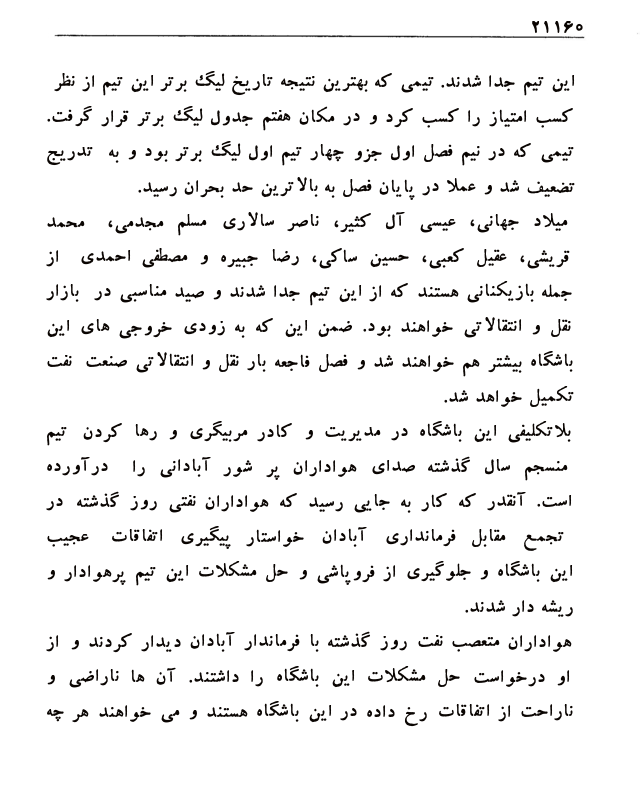 ۲۱۱۶۰
این تیم جدا شدند. تیمی که بهترین نتیجه تاریخ لیگ برتر این تیم از نظر
کسب امتیاز را کسب کرد و در مکان هفتم جدول لیگ برتر قرار گرفت.
تیمی که در نیم فصل اول جزو چهار تیم اول لیگ برتر بود و به تدریج
تضعیف شد و عملا در پایان فصل به بالاترین حد بحران رسید.
میلاد جهانی، عیسی آل کثیر، ناصر سالاری مسلم مجدمی، محمد
قریشی، عقیل کعبی، حسین ساکی، رضا جبیره و مصطفی احمدی از
جمله بازیکنانی هستند که از این تیم جدا شدند و صید مناسبی در بازار
نقل و انتقالاتی خواهند بود. ضمن این که به زودی خروجی های این
باشگاه بیشتر هم خواهند شد و فصل فاجعه بار نقل و انتقالاتی صنعت نفت
تکمیل خواهد شد.
بلاتکلیفی این باشگاه در مدیریت و کادر مربیگری و رها کردن تیم
منسجم سال گذشته صدای هواداران پر شور آبادانی را درآورده
است. آنقدر که کار به جایی رسید که هواداران نفتی روز گذشته در
تجمع مقابل فرمانداری آبادان خواستار پیگیری اتفاقات عجیب
این باشگاه و جلوگیری از فروپاشی و حل مشکلات این تیم پرهوادار و
ریشه دار شدند.
هواداران متعصب نفت روز گذشته با فرماندار آبادان دیدار کردند و از
او درخواست حل مشکلات این باشگاه را داشتند. آن ها ناراضی و
ناراحت از اتفاقات رخ داده در این باشگاه هستند و می خواهند هر چه